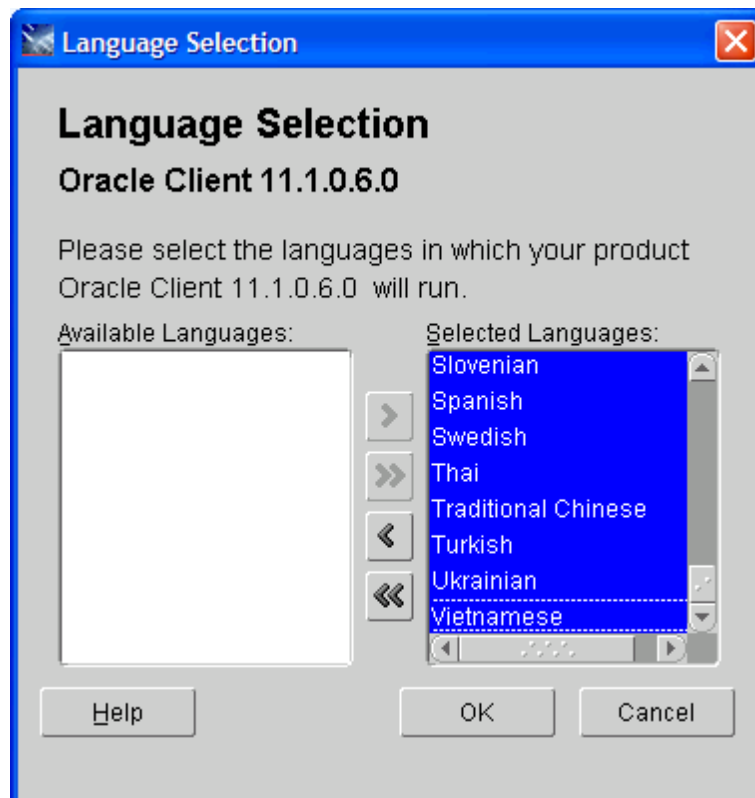 Language Selection
Language Selection
Oracle Client 11.1.0.6.0
Please select the languages in which your product
Oracle Client 11.1.0.6.0 will run.
Available Languages:
Selected Languages:
Slovenian
Spanish
Swedish
Thai
Traditional Chinese
Turkish
Ukrainian
Vietnamese
Help
OK
Cancel